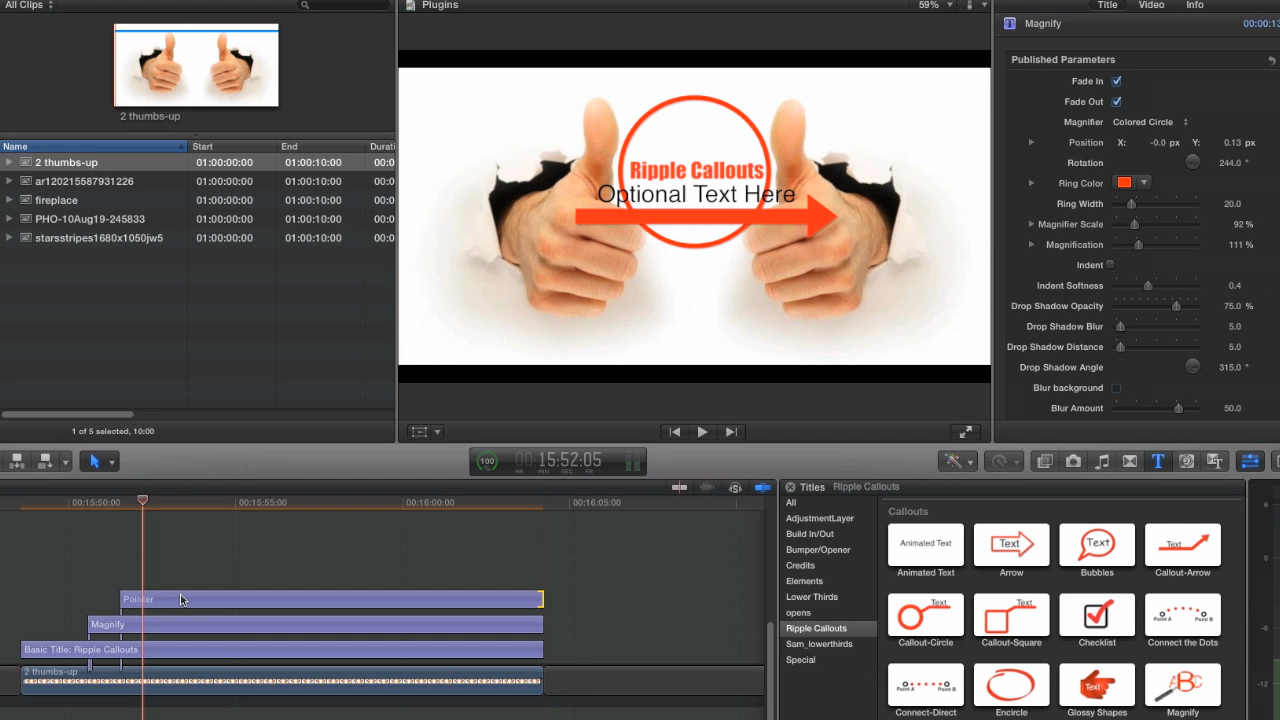 All Clips
2 thumbs-up
Name Start End Durati
2 thumbs-up 01:00:00:00 01:00:10:00 00:0
ar120215587931226 01:00:00:00 01:00:10:00 00:0
fireplace 01:00:00:00 01:00:10:00 00:0
PHO-10Aug19-245833 01:00:00:00 01:00:10:00 00:0
starsstripes1680x1050jw5 01:00:00:00 01:00:10:00 00:0
1 of 5 selected, 10:00
Plugins 59%
Ripple Callouts
Optional Text Here
Title Video Info
Magnify 00:00:13
Published Parameters
Fade In
Fade Out
Magnifier Colored Circle
Position X: -0.0 px Y: 0.13 px
Rotation 244.0 °
Ring Color
Ring Width 20.0
Magnifier Scale 92 %
Magnification 111 %
Indent
Indent Softness 0.4
Drop Shadow Opacity 75.0 %
Drop Shadow Blur 5.0
Drop Shadow Distance 5.0
Drop Shadow Angle 315.0 °
Blur background
Blur Amount 50.0
100 00:15:52:05
HR MIN SEC FR
00:15:50:00 00:15:55:00 00:16:00:00 00:16:05:00
Pointer
Magnify
Basic Title: Ripple Callouts
2 thumbs-up
Titles Ripple Callouts
All
AdjustmentLayer
Build In/Out
Bumper/Opener
Credits
Elements
Lower Thirds
opens
Ripple Callouts
Sam_lowerthirds
Special
Callouts
Animated Text Text Text Text
Animated Text Arrow Bubbles Callout-Arrow
Text Text Point A Point B
Callout-Circle Callout-Square Checklist Connect the Dots
Point A Point B Text ABC
Connect-Direct Encircle Glossy Shapes Magnify
6
0
-6
-12